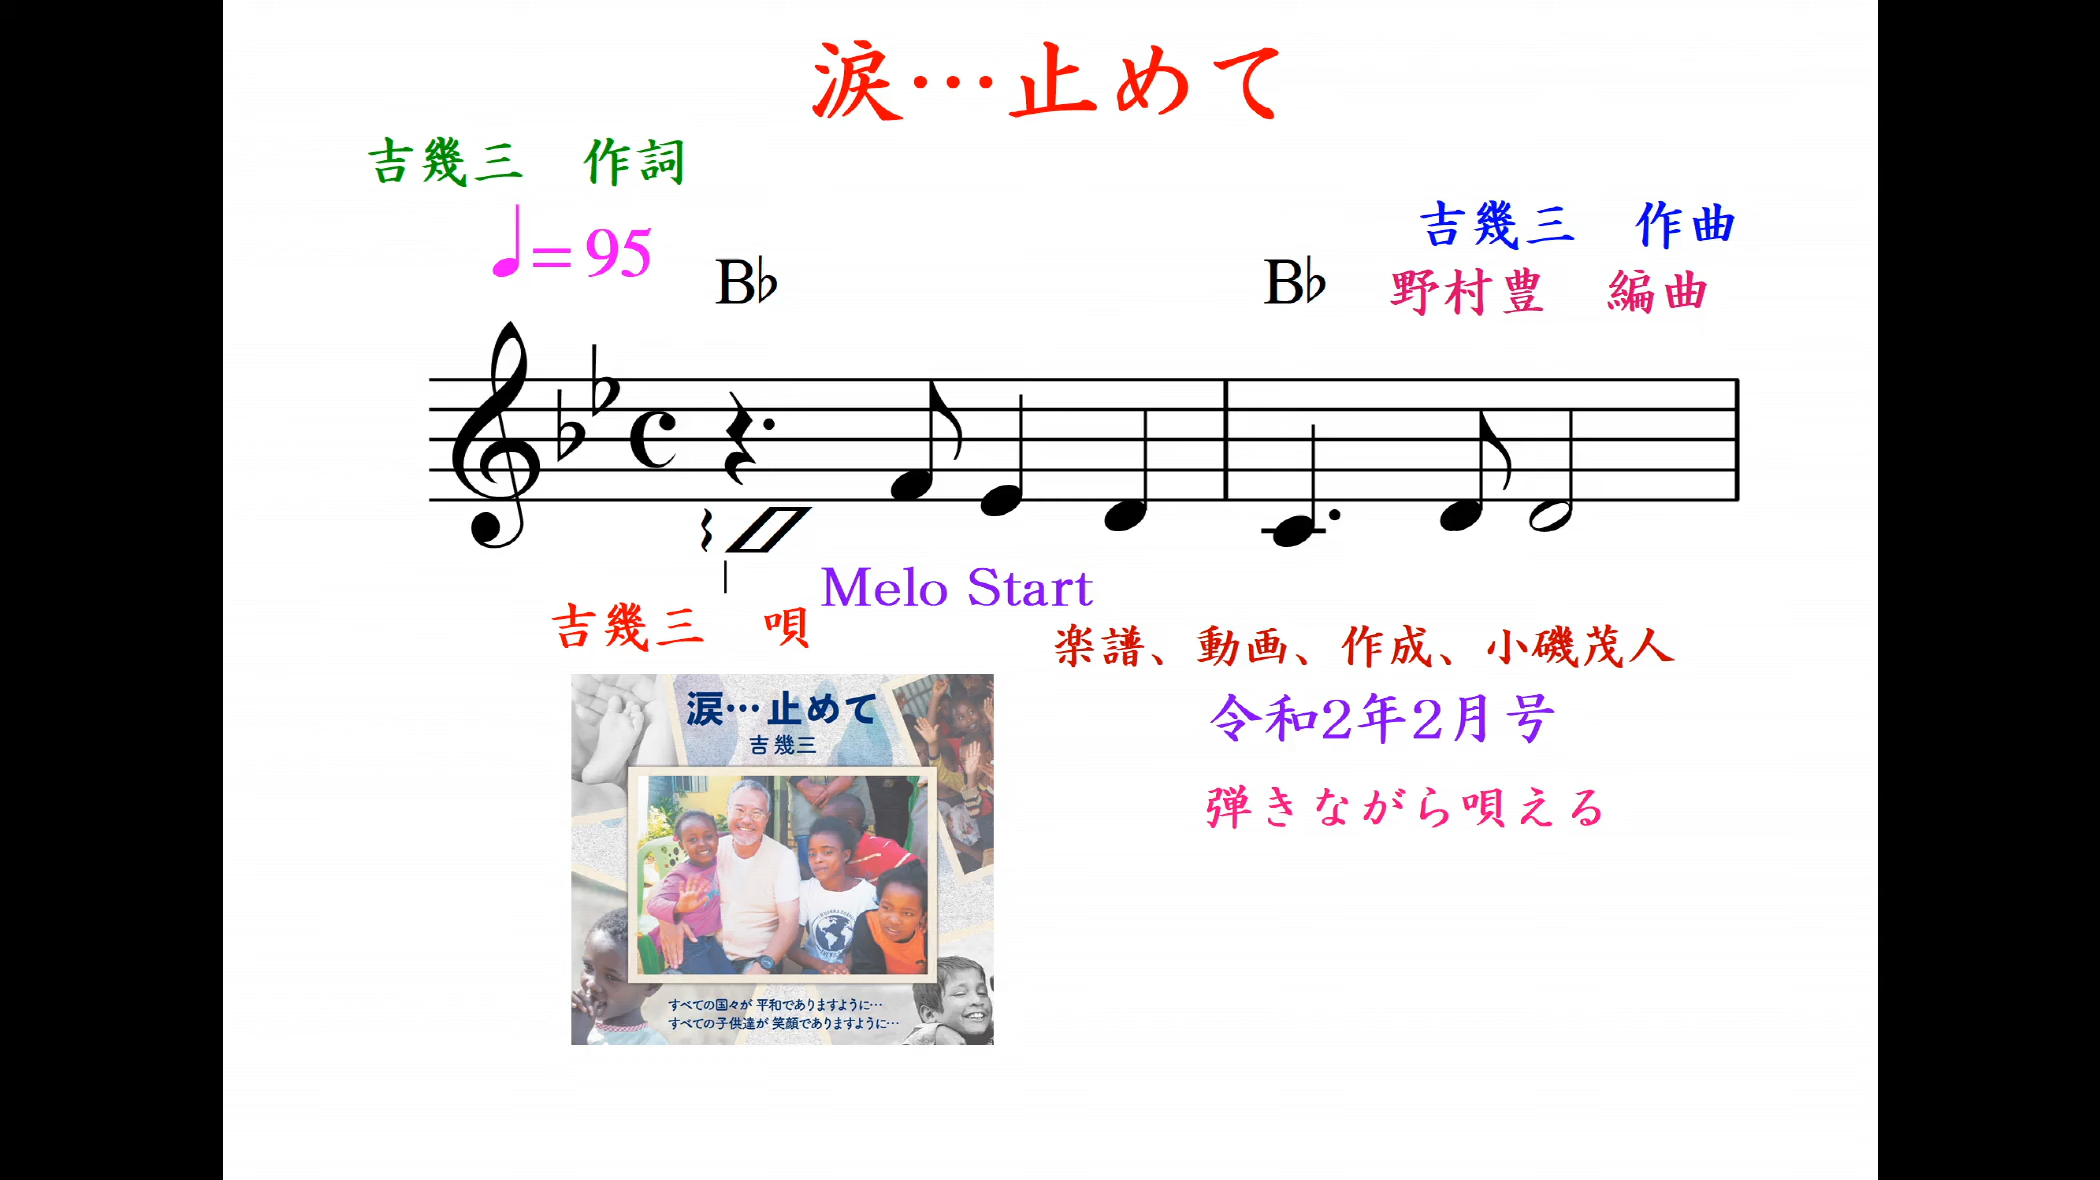 涙…止めて
吉幾三　作詞
吉幾三　作曲
♩=95
B♭
B♭
野村豊　編曲
Melo Start
吉幾三　唄
楽譜、動画、作成、小磯茂人
令和2年2月号
弾きながら唄える
涙…止めて
吉幾三
すべての国々が 平和でありますように…
すべての子供達が 笑顔でありますように…